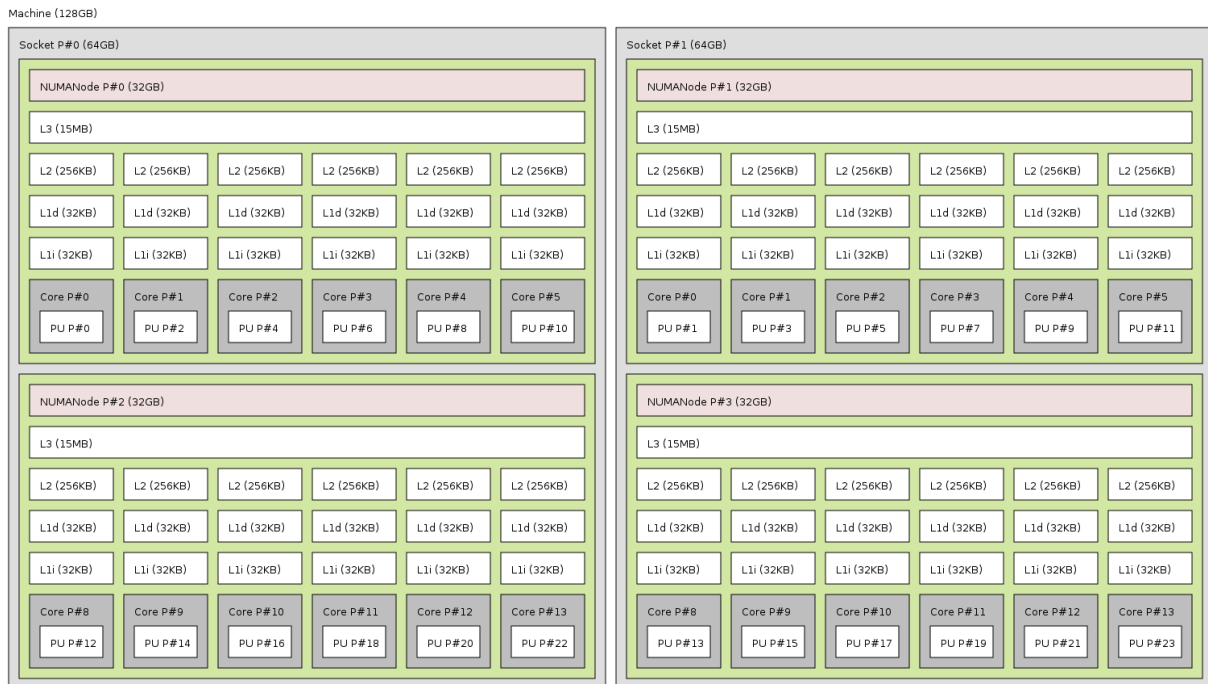 Machine (128GB)
Socket P#0 (64GB)
NUMANode P#0 (32GB)
L3 (15MB)
L2 (256KB) L2 (256KB) L2 (256KB) L2 (256KB) L2 (256KB) L2 (256KB)
L1d (32KB) L1d (32KB) L1d (32KB) L1d (32KB) L1d (32KB) L1d (32KB)
L1i (32KB) L1i (32KB) L1i (32KB) L1i (32KB) L1i (32KB) L1i (32KB)
Core P#0 Core P#1 Core P#2 Core P#3 Core P#4 Core P#5
PU P#0 PU P#2 PU P#4 PU P#6 PU P#8 PU P#10
NUMANode P#2 (32GB)
L3 (15MB)
L2 (256KB) L2 (256KB) L2 (256KB) L2 (256KB) L2 (256KB) L2 (256KB)
L1d (32KB) L1d (32KB) L1d (32KB) L1d (32KB) L1d (32KB) L1d (32KB)
L1i (32KB) L1i (32KB) L1i (32KB) L1i (32KB) L1i (32KB) L1i (32KB)
Core P#8 Core P#9 Core P#10 Core P#11 Core P#12 Core P#13
PU P#12 PU P#14 PU P#16 PU P#18 PU P#20 PU P#22
Socket P#1 (64GB)
NUMANode P#1 (32GB)
L3 (15MB)
L2 (256KB) L2 (256KB) L2 (256KB) L2 (256KB) L2 (256KB) L2 (256KB)
L1d (32KB) L1d (32KB) L1d (32KB) L1d (32KB) L1d (32KB) L1d (32KB)
L1i (32KB) L1i (32KB) L1i (32KB) L1i (32KB) L1i (32KB) L1i (32KB)
Core P#0 Core P#1 Core P#2 Core P#3 Core P#4 Core P#5
PU P#1 PU P#3 PU P#5 PU P#7 PU P#9 PU P#11
NUMANode P#3 (32GB)
L3 (15MB)
L2 (256KB) L2 (256KB) L2 (256KB) L2 (256KB) L2 (256KB) L2 (256KB)
L1d (32KB) L1d (32KB) L1d (32KB) L1d (32KB) L1d (32KB) L1d (32KB)
L1i (32KB) L1i (32KB) L1i (32KB) L1i (32KB) L1i (32KB) L1i (32KB)
Core P#8 Core P#9 Core P#10 Core P#11 Core P#12 Core P#13
PU P#13 PU P#15 PU P#17 PU P#19 PU P#21 PU P#23